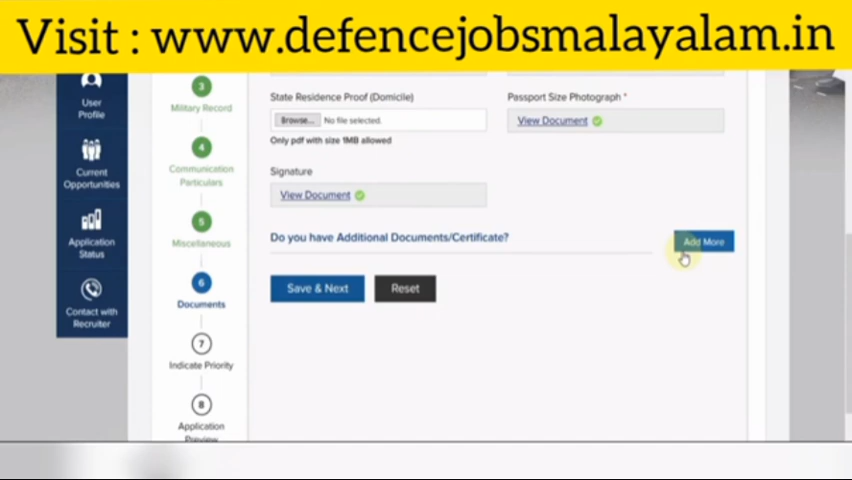 Visit : www.defencejobsmalayalam.in
User
Profile
Current
Opportunities
Application
Status
Contact with
Recruiter
3
Military Record
4
Communication
Particulars
5
Miscellaneous
6
Documents
7
Indicate Priority
8
Application
Preview
State Residence Proof (Domicile)
Browse... No file selected.
Only pdf with size 1MB allowed
Passport Size Photograph *
View Document
Signature
View Document
Do you have Additional Documents/Certificate?
Add More
Save & Next
Reset